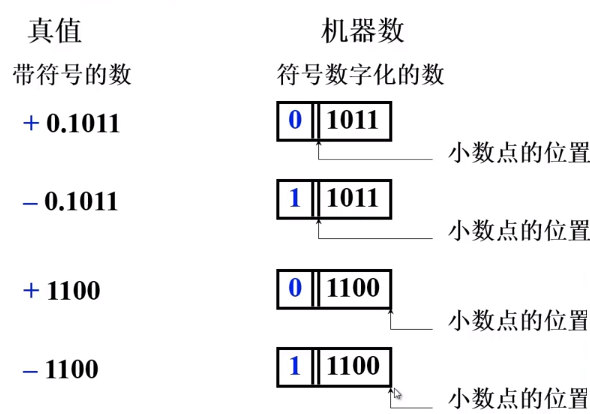 真值 机器数
带符号的数 符号数字化的数
+ 0.1011 0 1011
小数点的位置
– 0.1011 1 1011
小数点的位置
+ 1100 0 1100
小数点的位置
– 1100 1 1100
小数点的位置